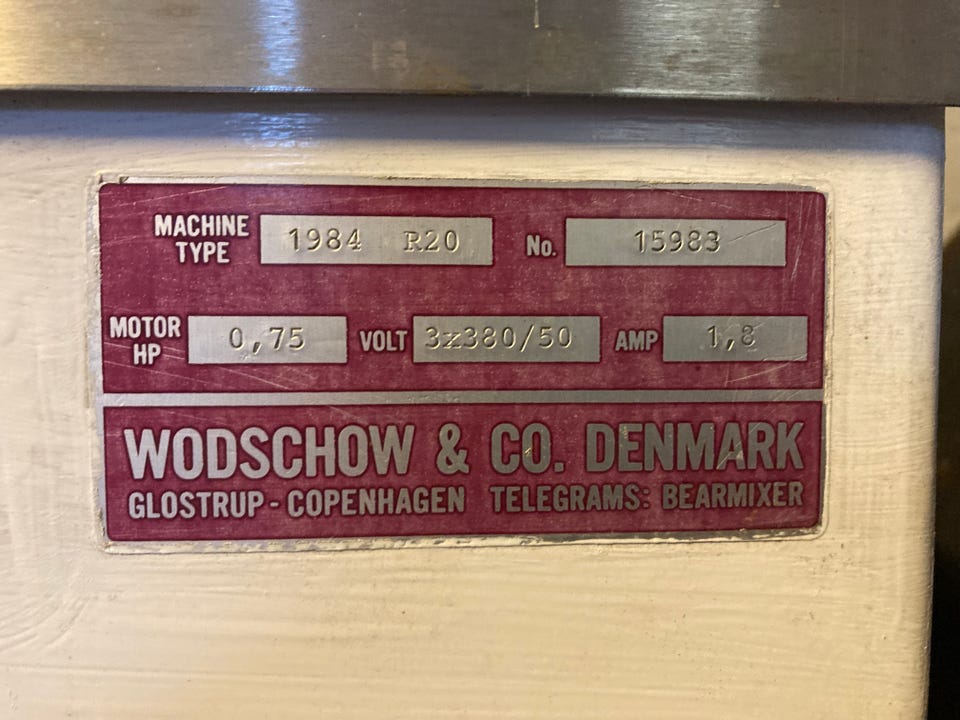 MACHINE TYPE 1984 R20 No. 15983
MOTOR HP 0,75 VOLT 3x380/50 AMP 1,8
WODSCHOW & CO. DENMARK
GLOSTRUP - COPENHAGEN TELEGRAMS: BEARMIXER